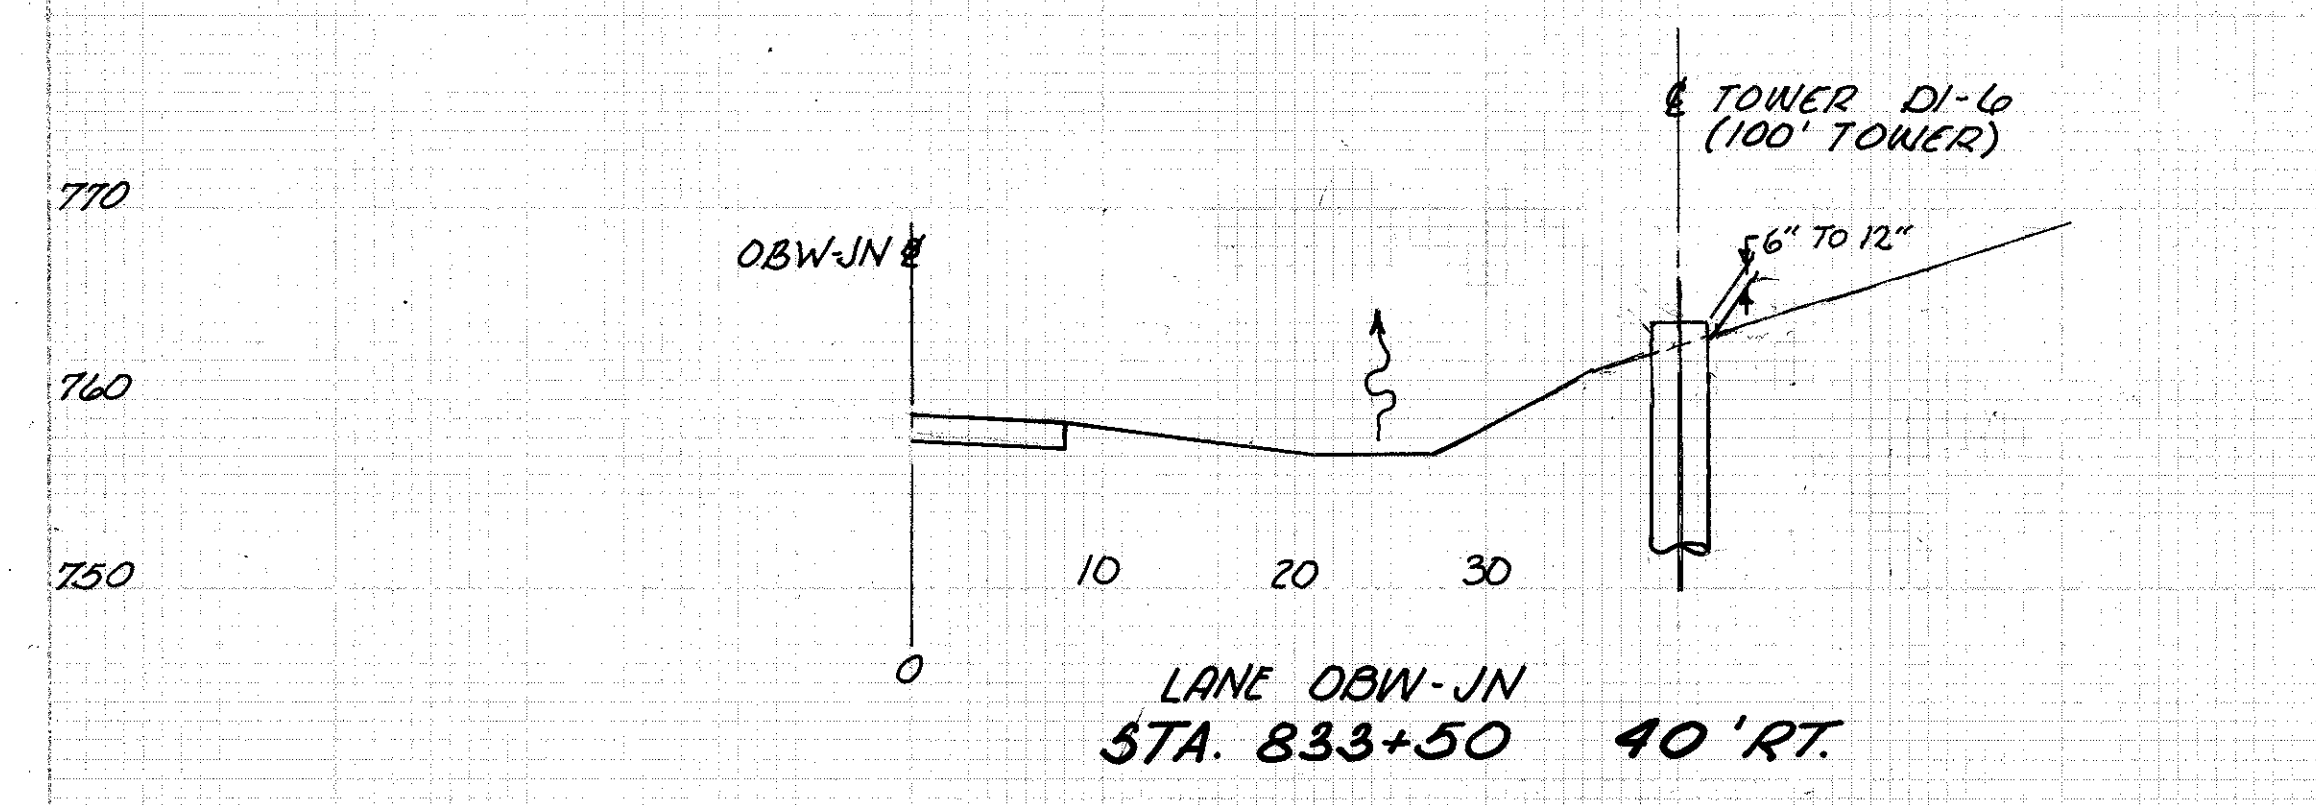 ℄ TOWER D1-6
(100' TOWER)
770
6" TO 12"
OBW-JN ℄
760
750
10
20
30
0
LANE OBW-JN
STA. 833+50 40' RT.